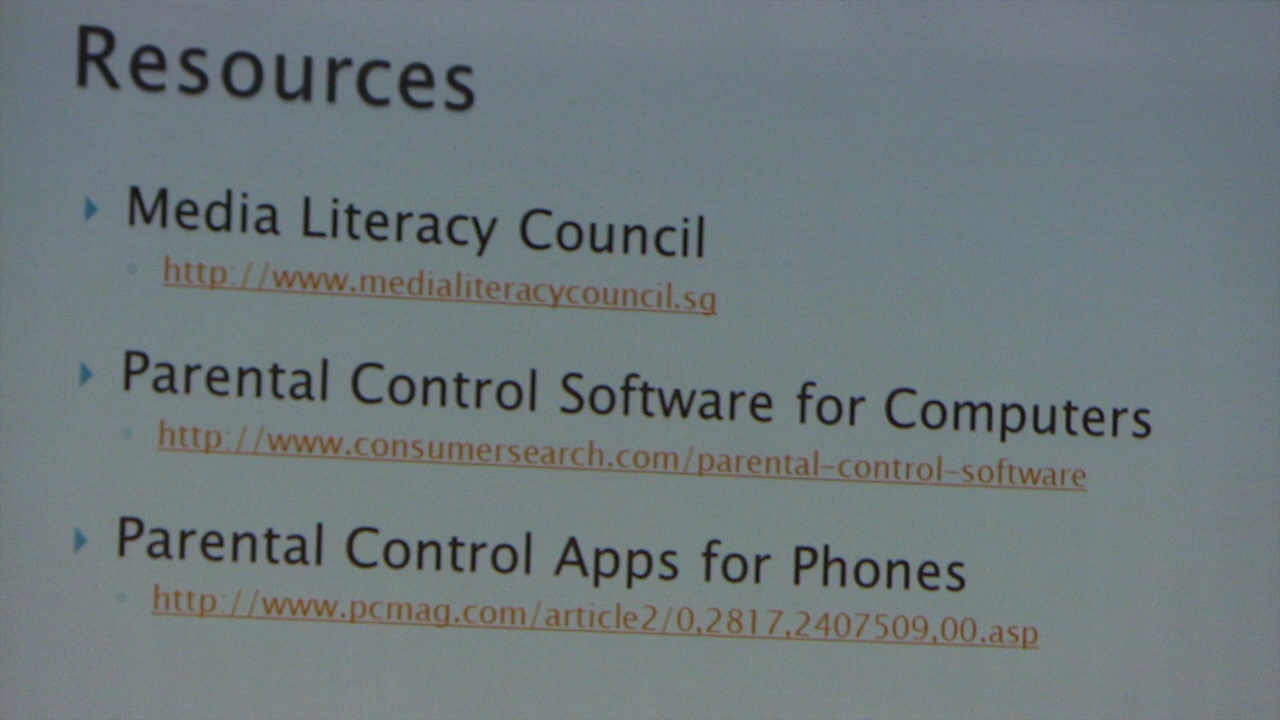 Resources
Media Literacy Council
http://www.medialiteracycouncil.sg
Parental Control Software for Computers
http://www.consumersearch.com/parental-control-software
Parental Control Apps for Phones
http://www.pcmag.com/article2/0,2817,2407509,00.asp